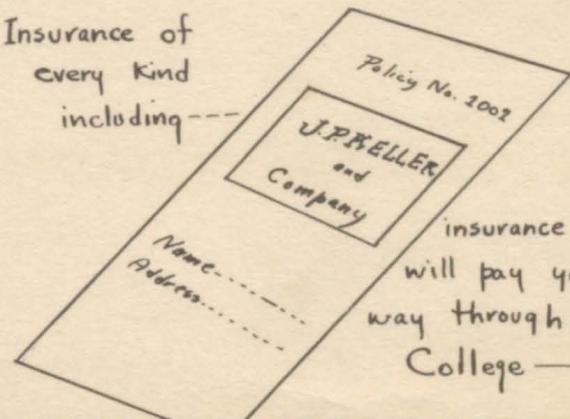 Insurance of
every kind
including---
Policy No. 2002
J.P.KELLER
and
Company
Name......
Address......
insurance
will pay
way through
College —